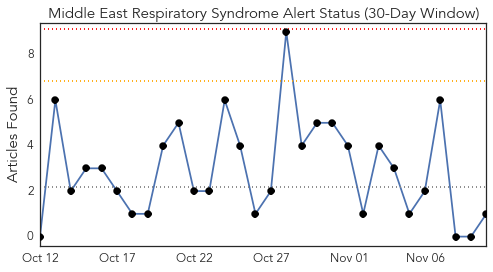 Middle East Respiratory Syndrome Alert Status (30-Day Window)
Articles Found
8
6
4
2
0
Oct 12 Oct 17 Oct 22 Oct 27 Nov 01 Nov 06